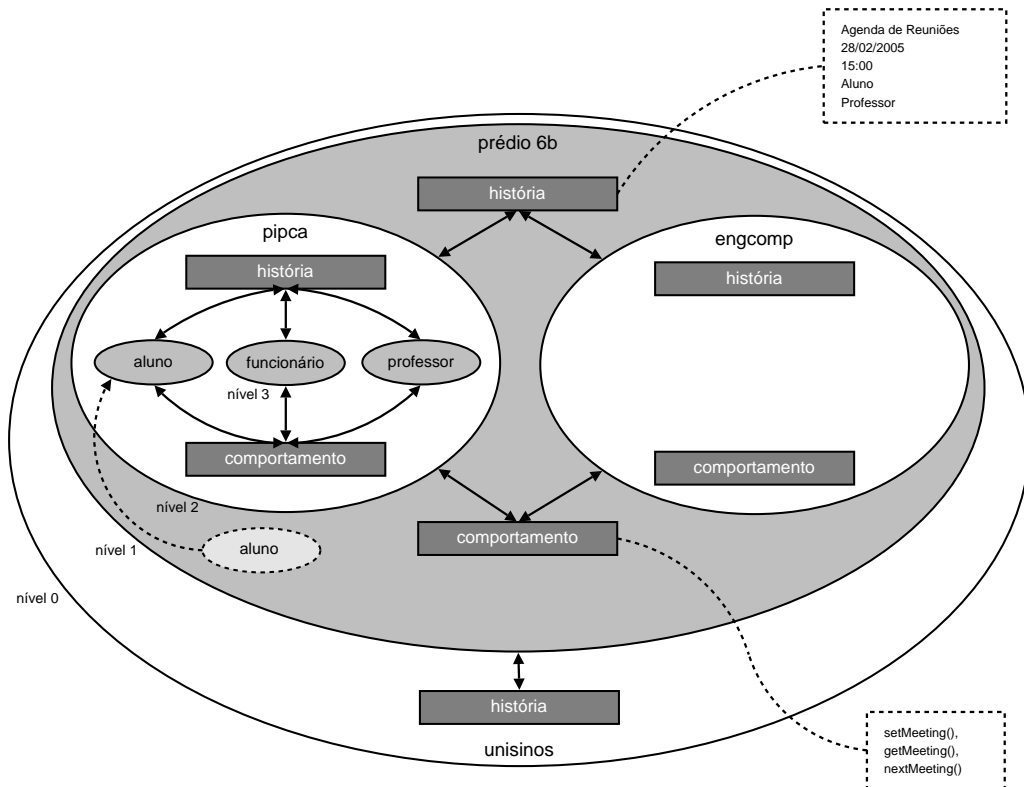 Agenda de Reuniões
28/02/2005
15:00
Aluno
Professor
prédio 6b
história
pipca
engcomp
história
história
aluno
funcionário
professor
nível 3
comportamento
comportamento
nível 2
comportamento
nível 1
aluno
nível 0
história
unisinos
setMeeting(),
getMeeting(),
nextMeeting()